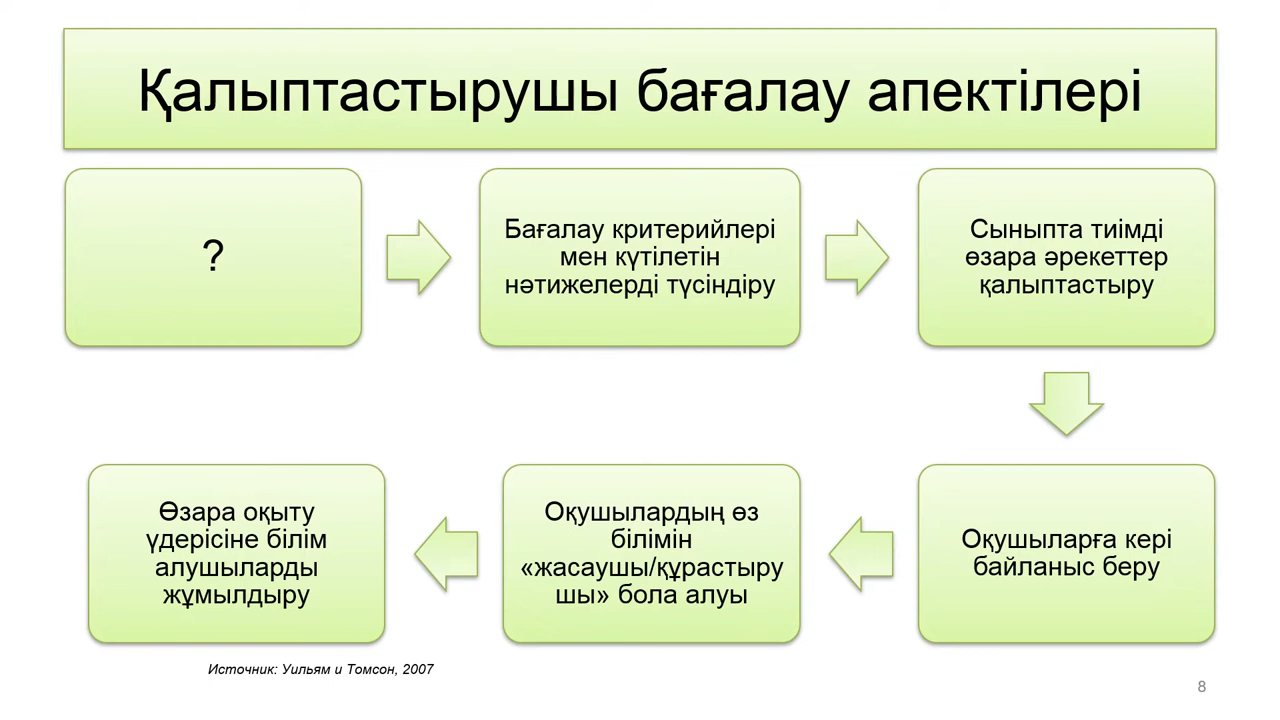 Қалыптастырушы бағалау апектілері
?
Бағалау критерийлері
мен күтілетін
нәтижелерді түсіндіру
Сыныпта тиімді
өзара әрекеттер
қалыптастыру
Өзара оқыту
үдерісіне білім
алушыларды
жұмылдыру
Оқушылардың өз
білімін
«жасаушы/құрастыру
шы» бола алуы
Оқушыларға кері
байланыс беру
Источник: Уильям и Томсон, 2007
8